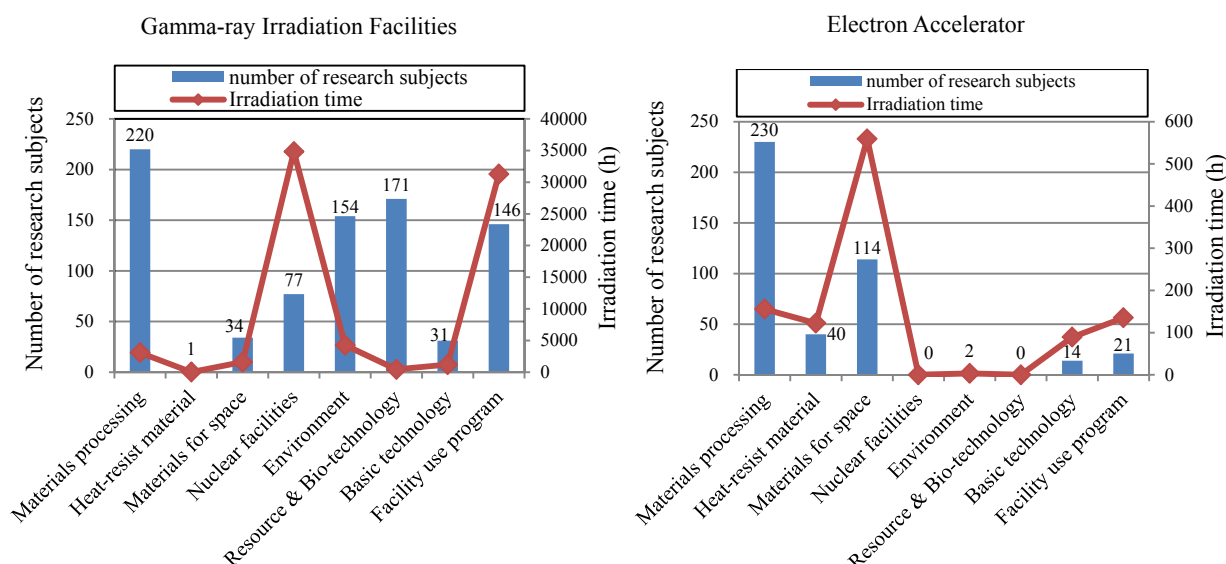 Gamma-ray Irradiation Facilities
number of research subjects
Irradiation time
Number of research subjects
250
200
150
100
50
0
220
1
34
77
154
171
31
146
40000
35000
30000
25000
20000
15000
10000
5000
0
Irradiation time (h)
Materials processing
Heat-resist material
Materials for space
Nuclear facilities
Environment
Resource & Bio-technology
Basic technology
Facility use program
Electron Accelerator
number of research subjects
Irradiation time
Number of research subjects
250
200
150
100
50
0
230
40
114
0
2
0
14
21
600
500
400
300
200
100
0
Irradiation time (h)
Materials processing
Heat-resist material
Materials for space
Nuclear facilities
Environment
Resource & Bio-technology
Basic technology
Facility use program